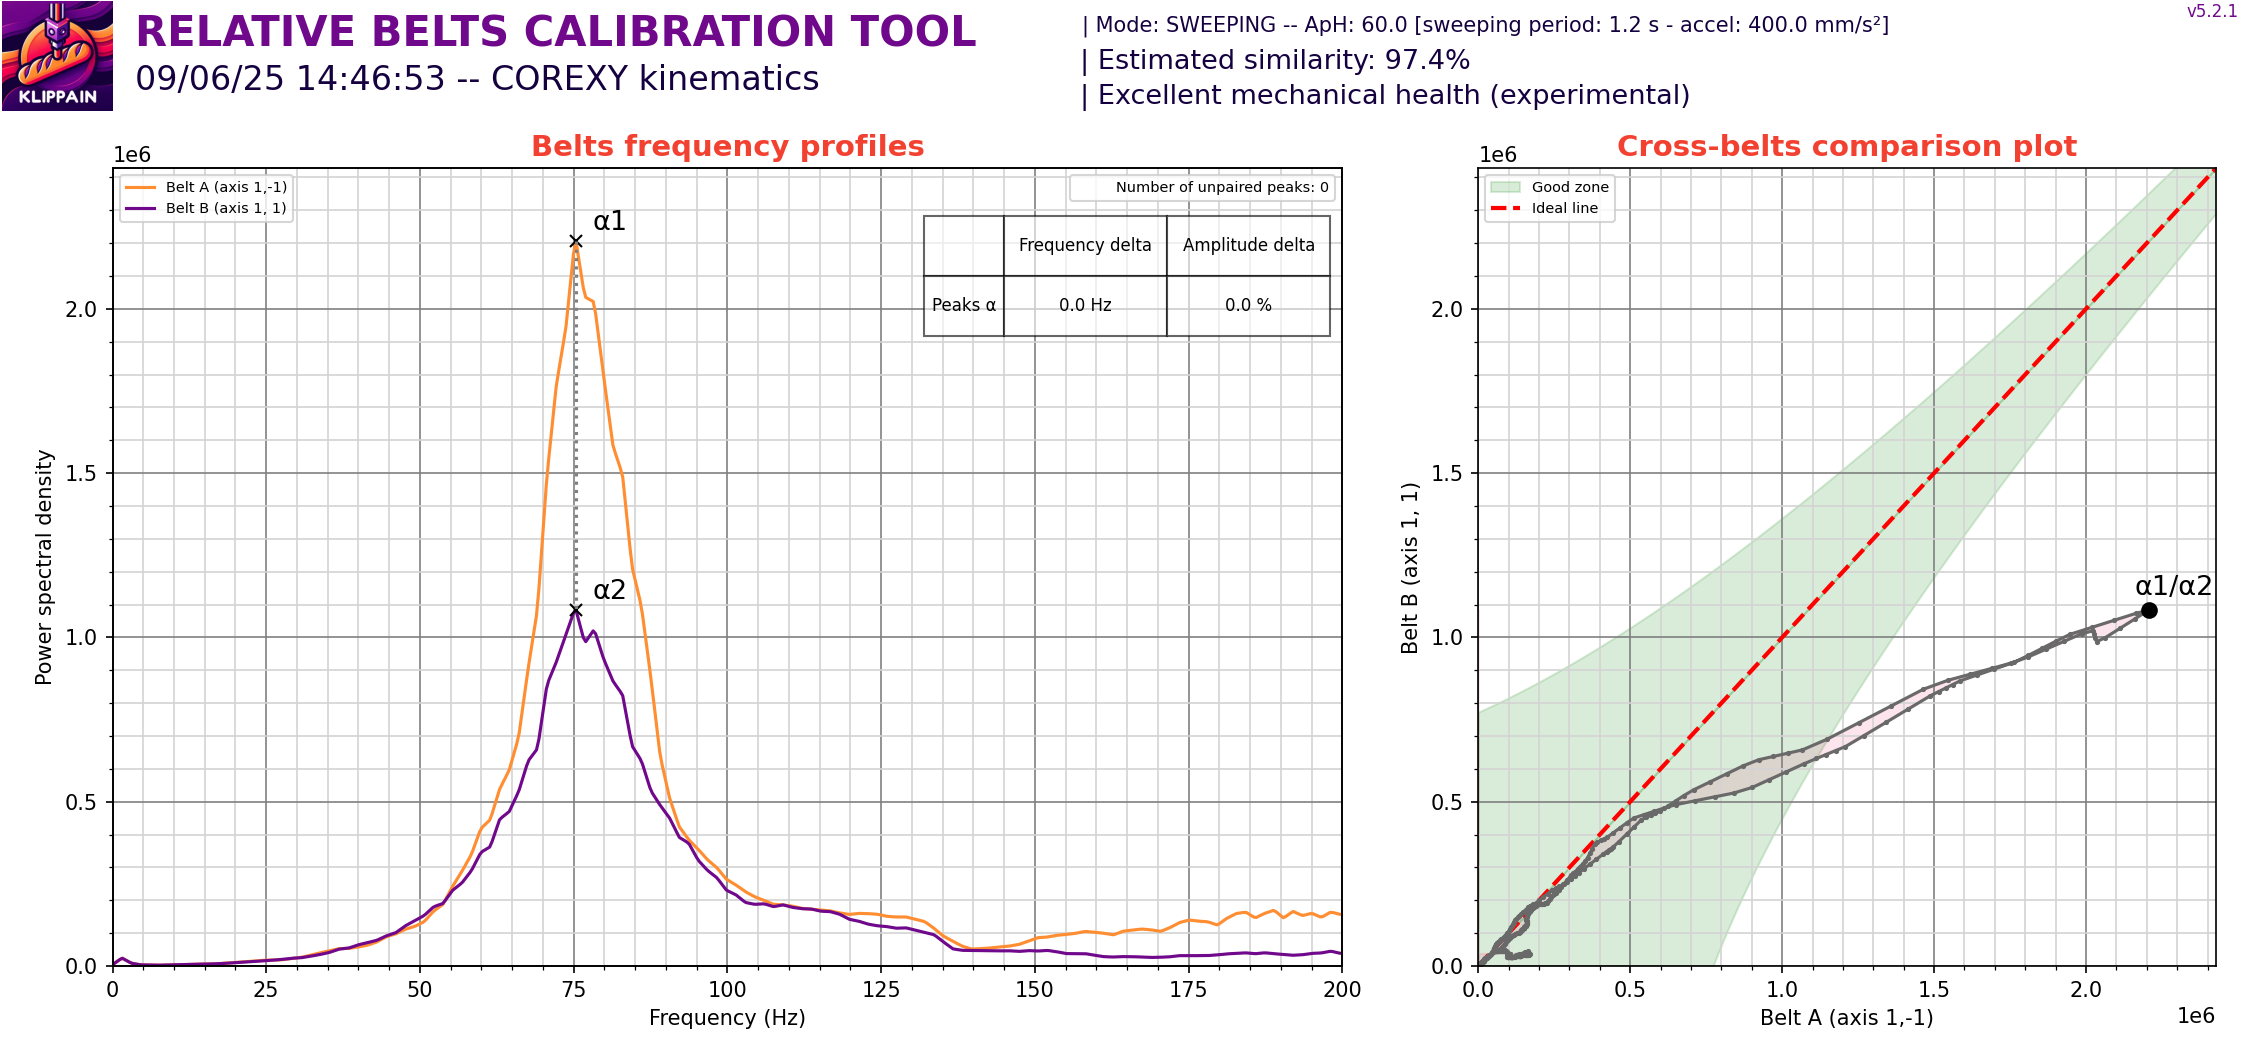 KLIPPAIN
RELATIVE BELTS CALIBRATION TOOL
09/06/25 14:46:53 -- COREXY kinematics
| Mode: SWEEPING -- ApH: 60.0 [sweeping period: 1.2 s - accel: 400.0 mm/s²]
| Estimated similarity: 97.4%
| Excellent mechanical health (experimental)
v5.2.1
Belts frequency profiles
1e6
Belt A (axis 1,-1)
Belt B (axis 1, 1)
Number of unpaired peaks: 0
Frequency delta Amplitude delta
Peaks α 0.0 Hz 0.0 %
α1
α2
2.0
1.5
1.0
0.5
0.0
Power spectral density
0 25 50 75 100 125 150 175 200
Frequency (Hz)
Cross-belts comparison plot
1e6
Good zone
Ideal line
α1/α2
2.0
1.5
1.0
0.5
0.0
Belt B (axis 1, 1)
0.0 0.5 1.0 1.5 2.0
Belt A (axis 1,-1)
1e6